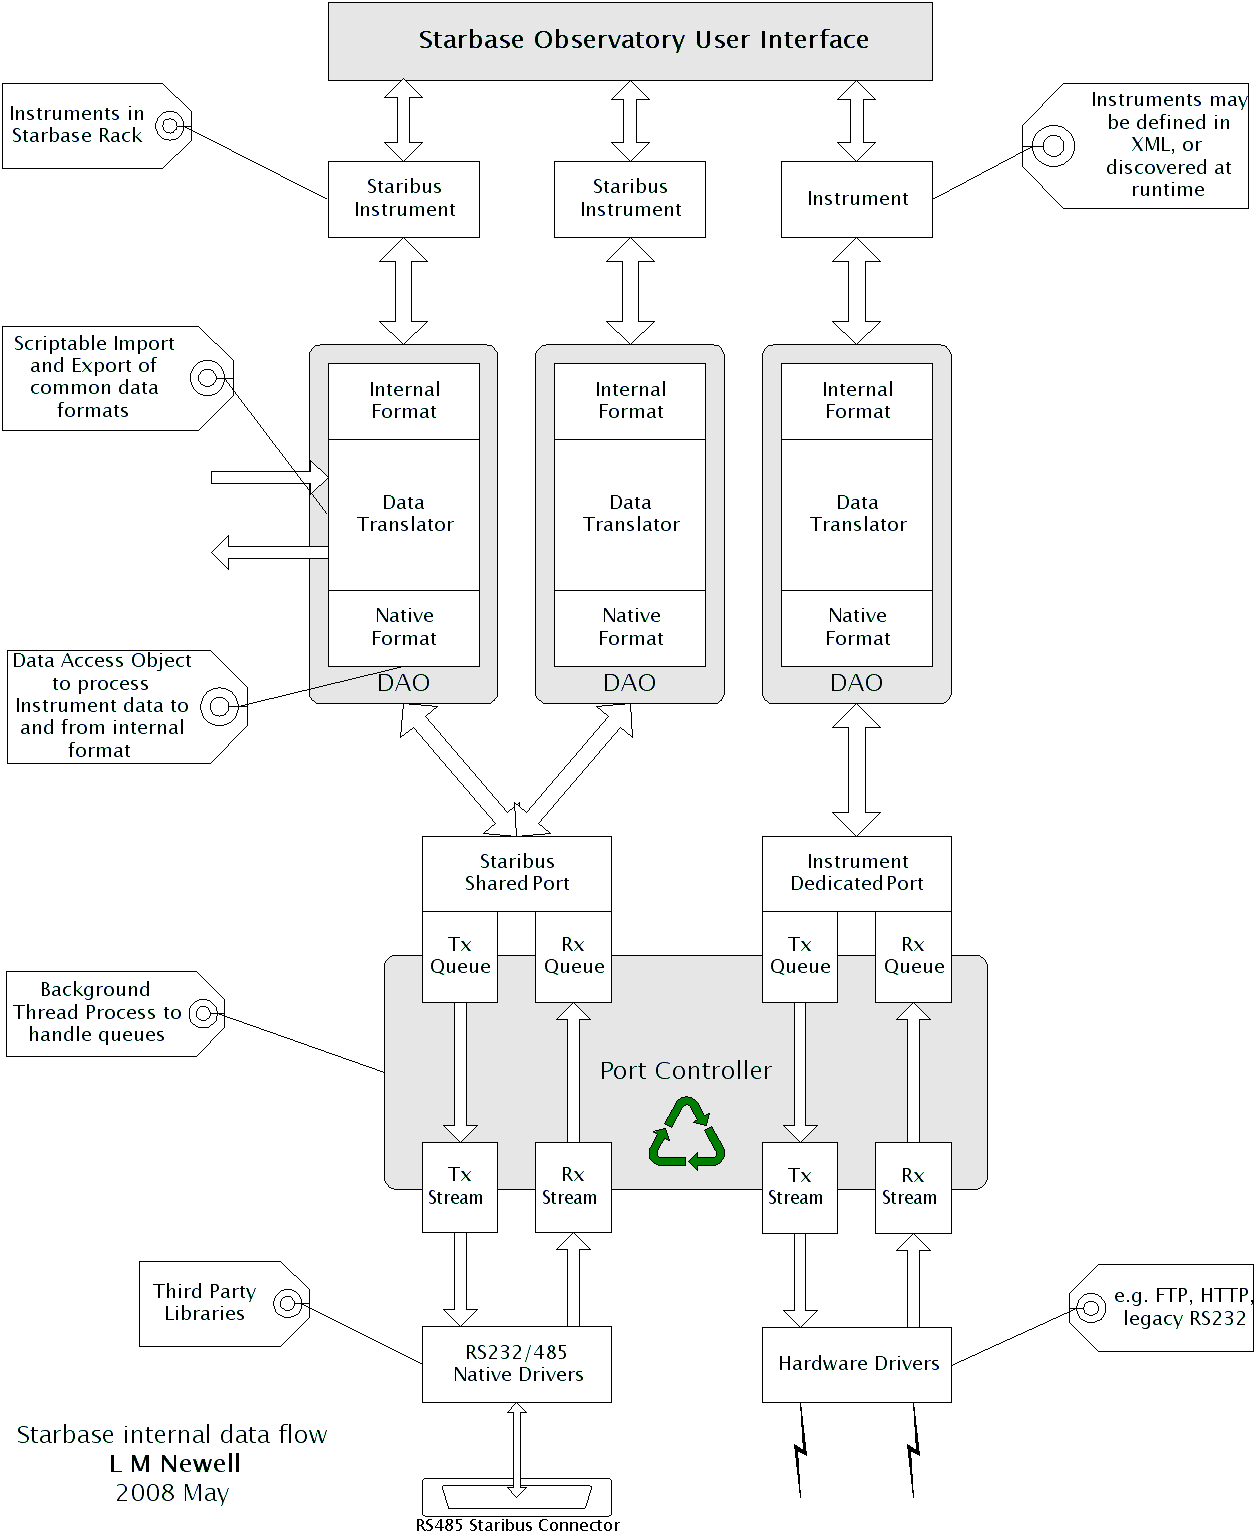 Starbase Observatory User Interface
Instruments in
Starbase Rack
Instruments may
be defined in
XML, or
discovered at
runtime
Staribus
Instrument
Staribus
Instrument
Instrument
Scriptable Import
and Export of
common data
formats
Internal
Format
Data
Translator
Native
Format
DAO
Internal
Format
Data
Translator
Native
Format
DAO
Internal
Format
Data
Translator
Native
Format
DAO
Data Access Object
to process
Instrument data to
and from internal
format
Staribus
Shared Port
Instrument
Dedicated Port
Tx
Queue
Rx
Queue
Tx
Queue
Rx
Queue
Background
Thread Process to
handle queues
Port Controller
Tx
Stream
Rx
Stream
Tx
Stream
Rx
Stream
Third Party
Libraries
e.g. FTP, HTTP,
legacy RS232
RS232/485
Native Drivers
Hardware Drivers
Starbase internal data flow
L M Newell
2008 May
RS485 Staribus Connector